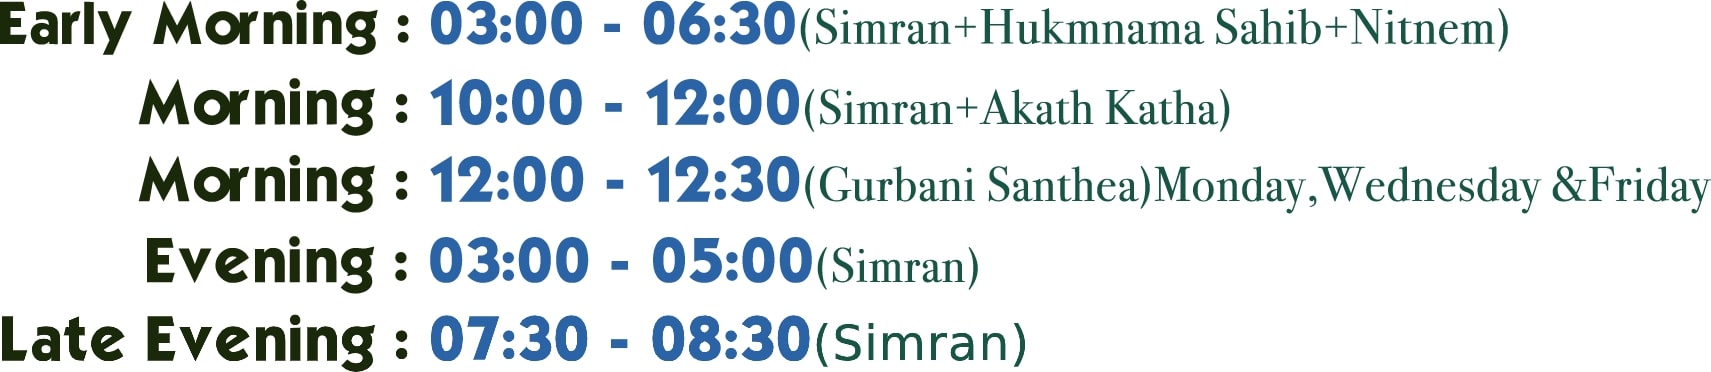 Early Morning : 03:00 - 06:30(Simran+Hukmnama Sahib+Nitnem)
Morning : 10:00 - 12:00(Simran+Akath Katha)
Morning : 12:00 - 12:30(Gurbani Santhea)Monday,Wednesday &Friday
Evening : 03:00 - 05:00(Simran)
Late Evening : 07:30 - 08:30(Simran)